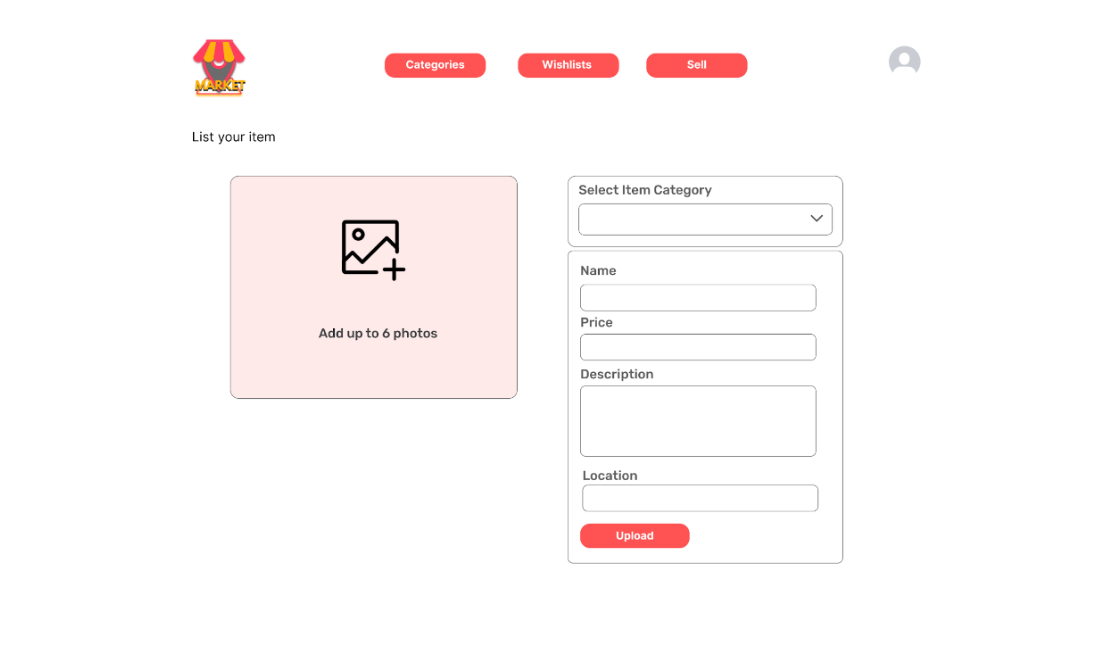 MARKET
Categories
Wishlists
Sell
List your item
Add up to 6 photos
Select Item Category
Name
Price
Description
Location
Upload